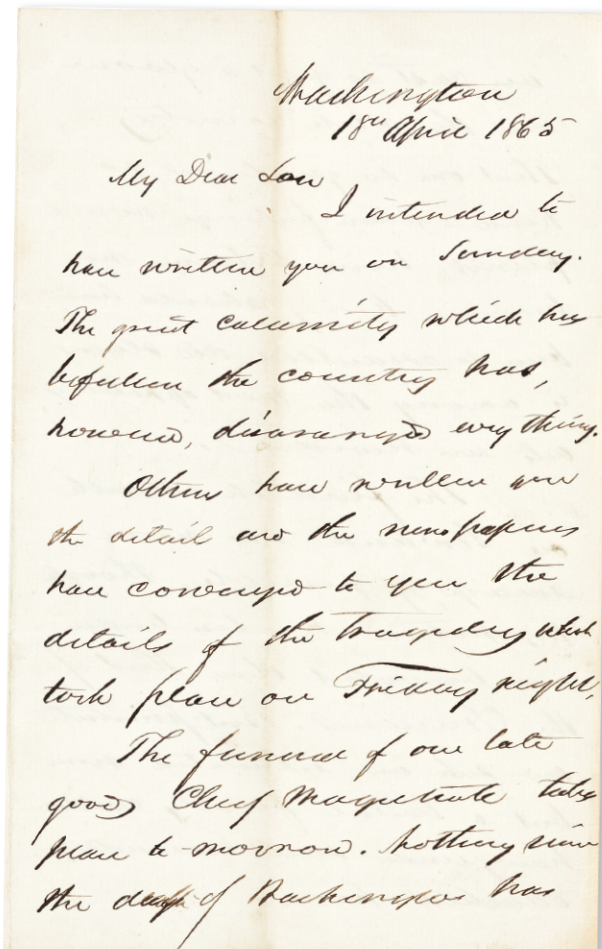 Washington
18th April 1865
My Dear Son
I intended to
have written you on Sunday.
The great calamity which has
befallen the country has,
however, disarranged everything.
Others have written you
the detail and the newspapers
have conveyed to you the
details of the tragedy which
took place on Friday night,
The funeral of our late
good Chief Magistrate takes
place to-morrow. Nothing since
the death of Washington has